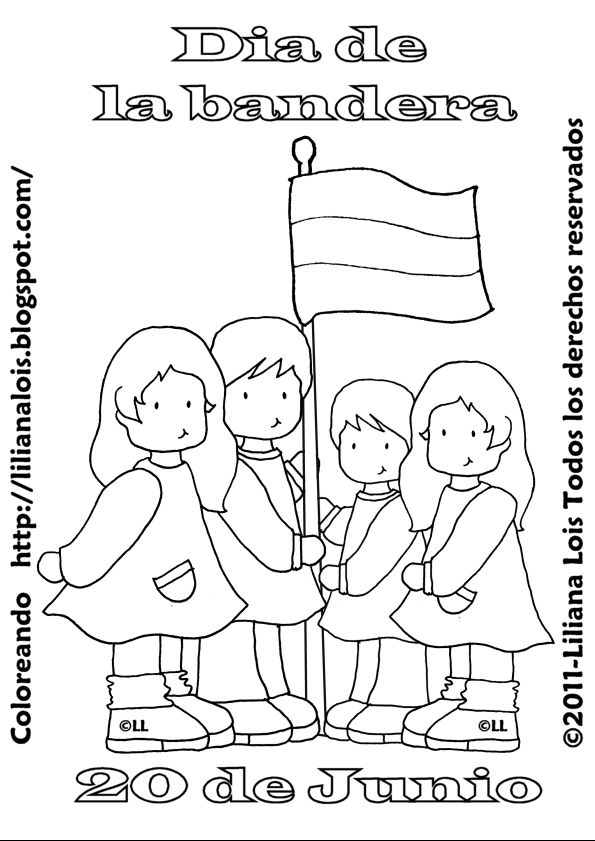 Dia de
la bandera
Coloreando http://lilianalois.blogspot.com/
©2011-Liliana Lois Todos los derechos reservados
©LL
©LL
20 de Junio